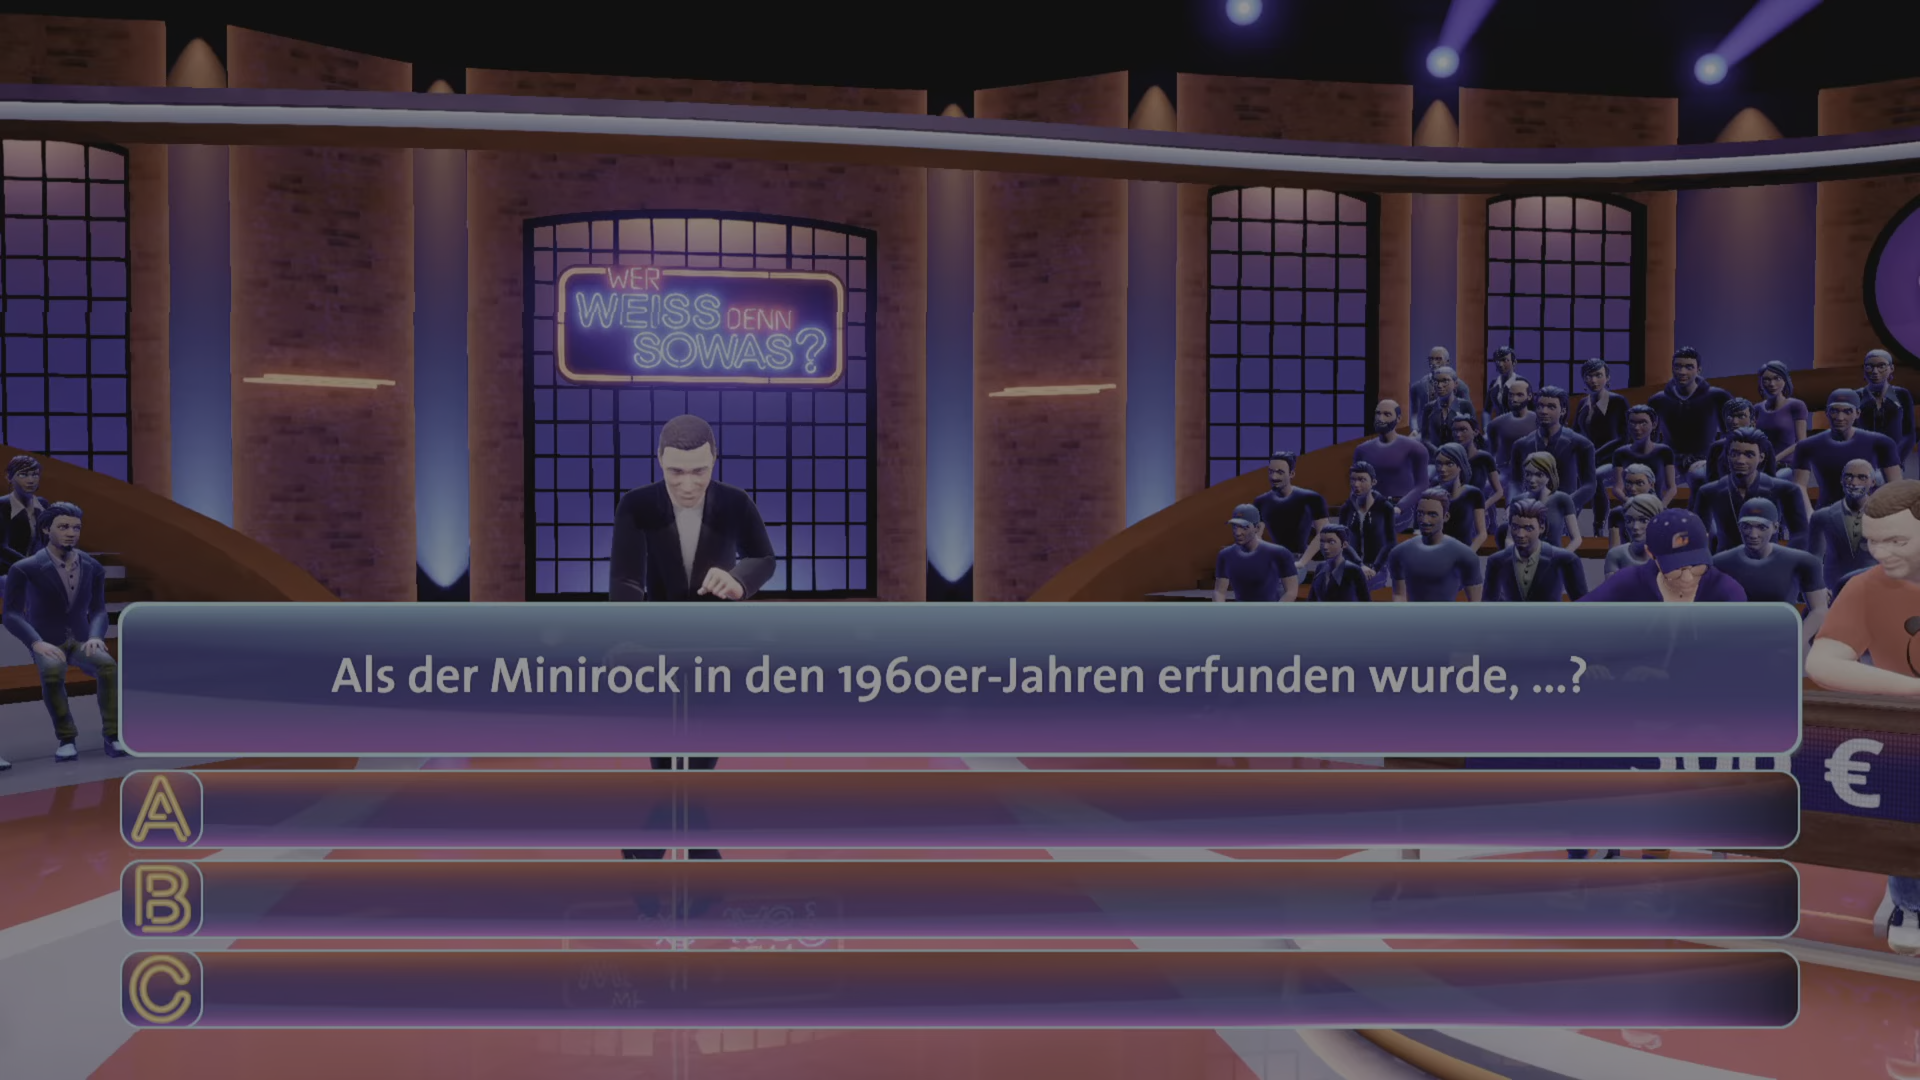 WER
WEISS DENN
SOWAS?
Als der Minirock in den 1960er-Jahren erfunden wurde, ...?
€
A
B
C